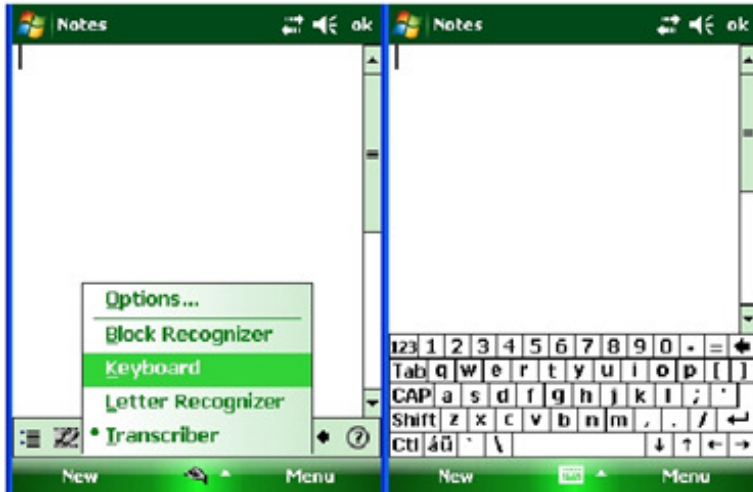 Notes ok
Options...
Block Recognizer
Keyboard
Letter Recognizer
Transcriber
New Menu
Notes ok
123 1 2 3 4 5 6 7 8 9 0 - =
Tab q w e r t y u i o p [ ]
CAP a s d f g h j k l ; '
Shift z x c v b n m , . /
Ctl áü ` \
New Menu